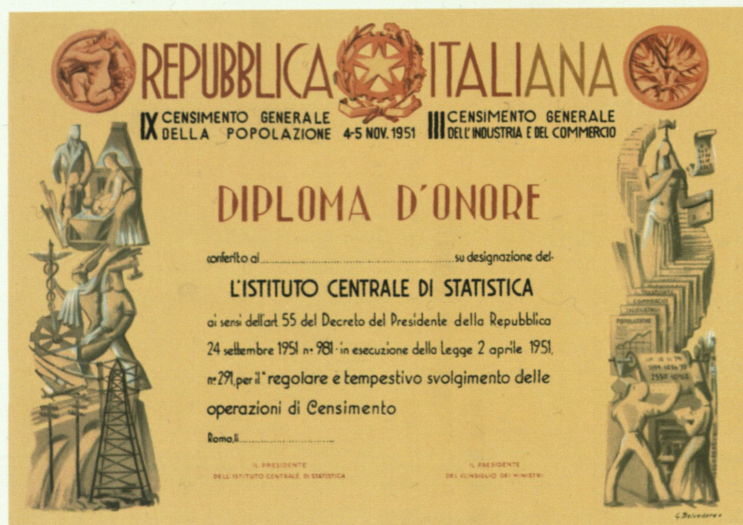 REPUBBLICA ITALIANA
IX CENSIMENTO GENERALE DELLA POPOLAZIONE 4-5 NOV. 1951 III CENSIMENTO GENERALE DELL'INDUSTRIA E DEL COMMERCIO
DIPLOMA D'ONORE
conferito al su designazione del-
L'ISTITUTO CENTRALE DI STATISTICA
ai sensi dell'art 55 del Decreto del Presidente della Repubblica
24 settembre 1951 n° 981 in esecuzione della Legge 2 aprile 1951,
n° 291, per il "regolare e tempestivo svolgimento delle
operazioni di Censimento
Roma, li
IL PRESIDENTE
DELL'ISTITUTO CENTRALE DI STATISTICA
IL PRESIDENTE
DEL CONSIGLIO DEI MINISTRI
POPOLAZIONE
G. Belvedere